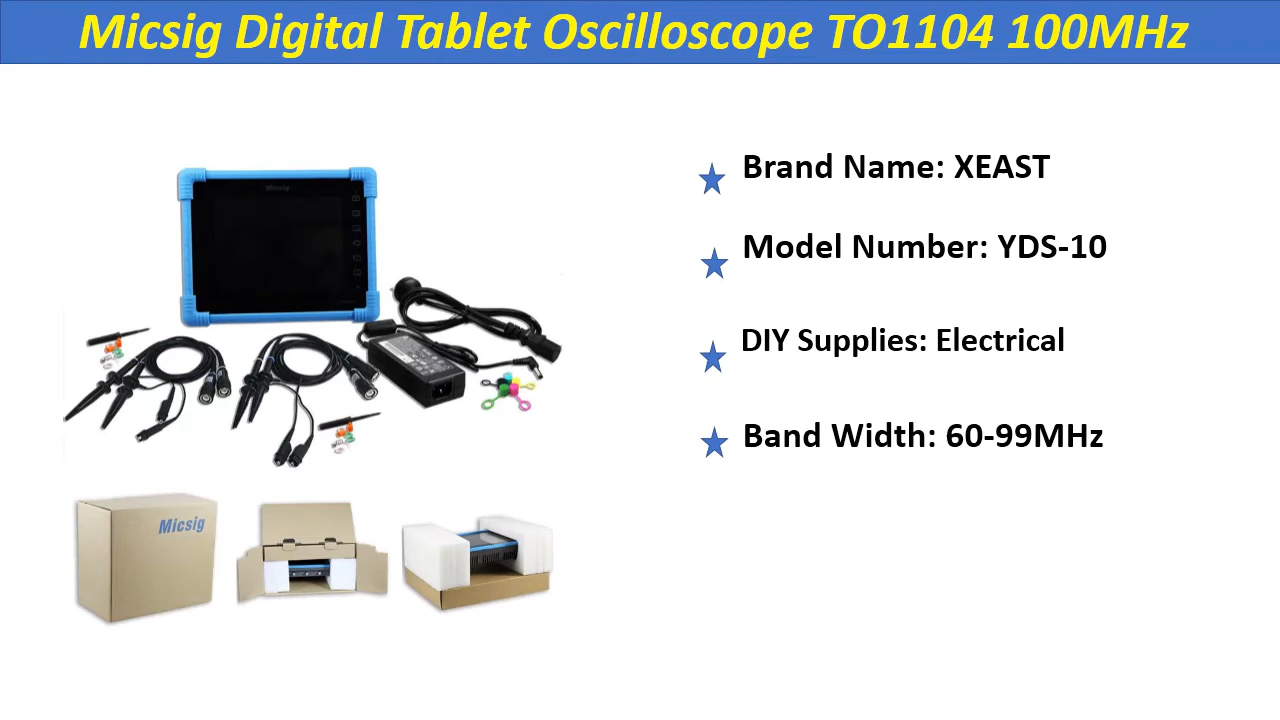 Micsig Digital Tablet Oscilloscope TO1104 100MHz
Brand Name: XEAST
Model Number: YDS-10
DIY Supplies: Electrical
Band Width: 60-99MHz
Micsig
Micsig